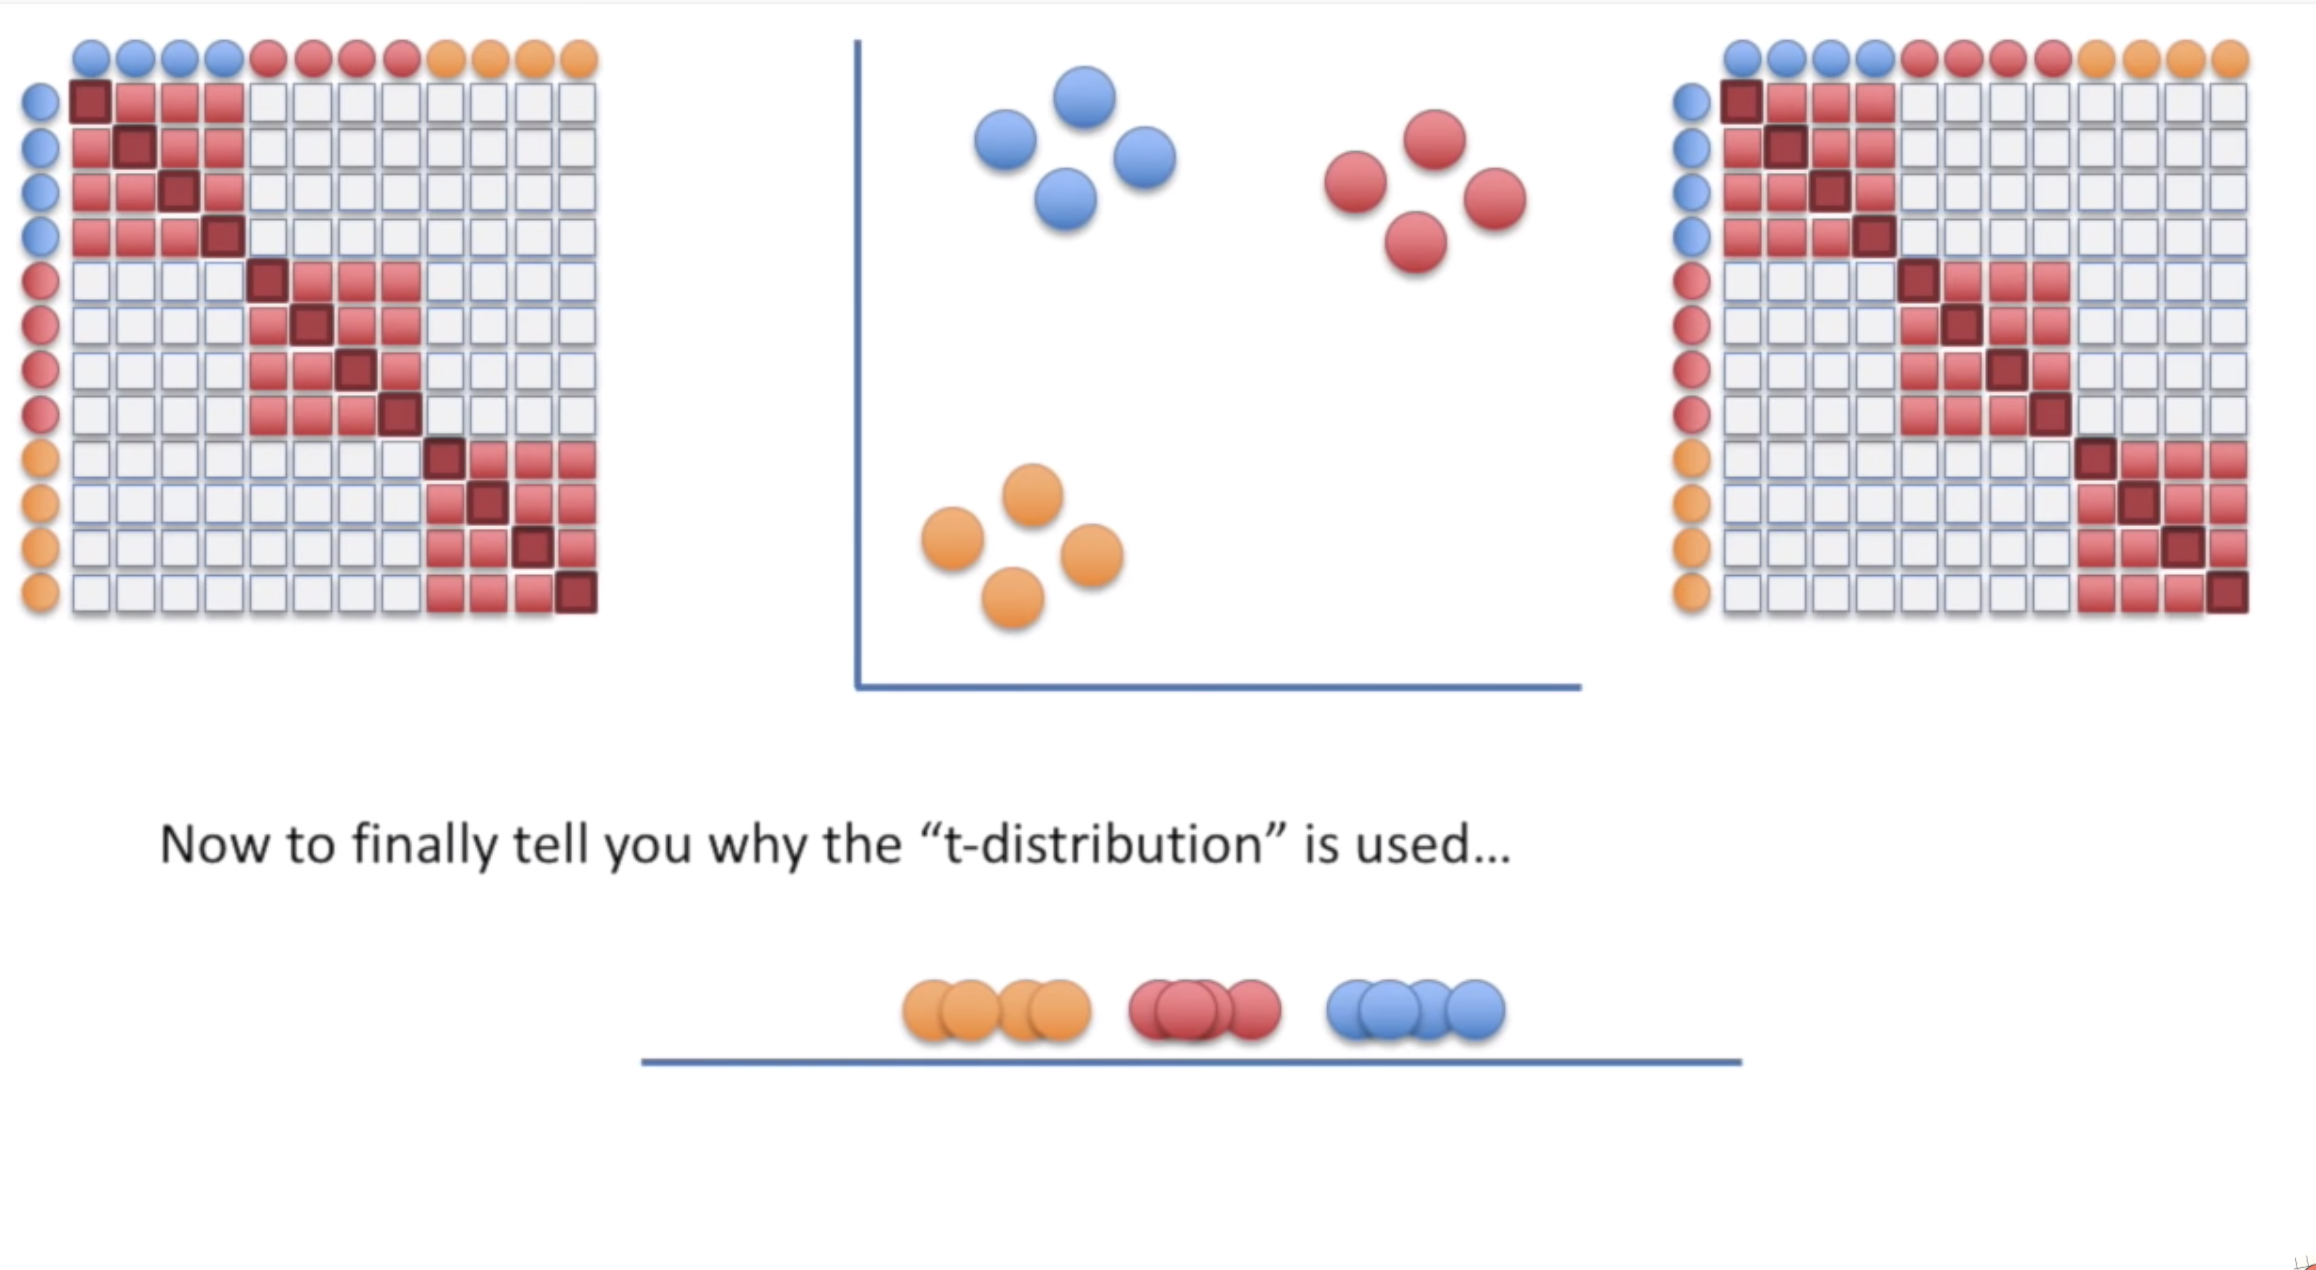 Now to finally tell you why the “t-distribution” is used…